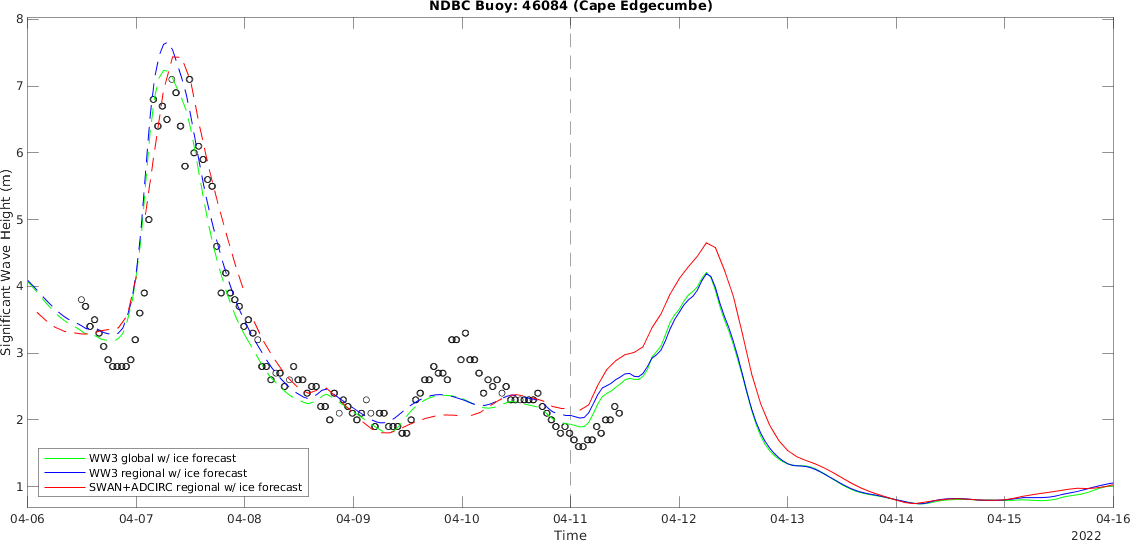 NDBC Buoy: 46084 (Cape Edgecumbe)
8
7
6
5
4
3
2
1
Significant Wave Height (m)
WW3 global w/ ice forecast
WW3 regional w/ ice forecast
SWAN+ADCIRC regional w/ ice forecast
04-06 04-07 04-08 04-09 04-10 04-11 04-12 04-13 04-14 04-15 04-16
Time
2022